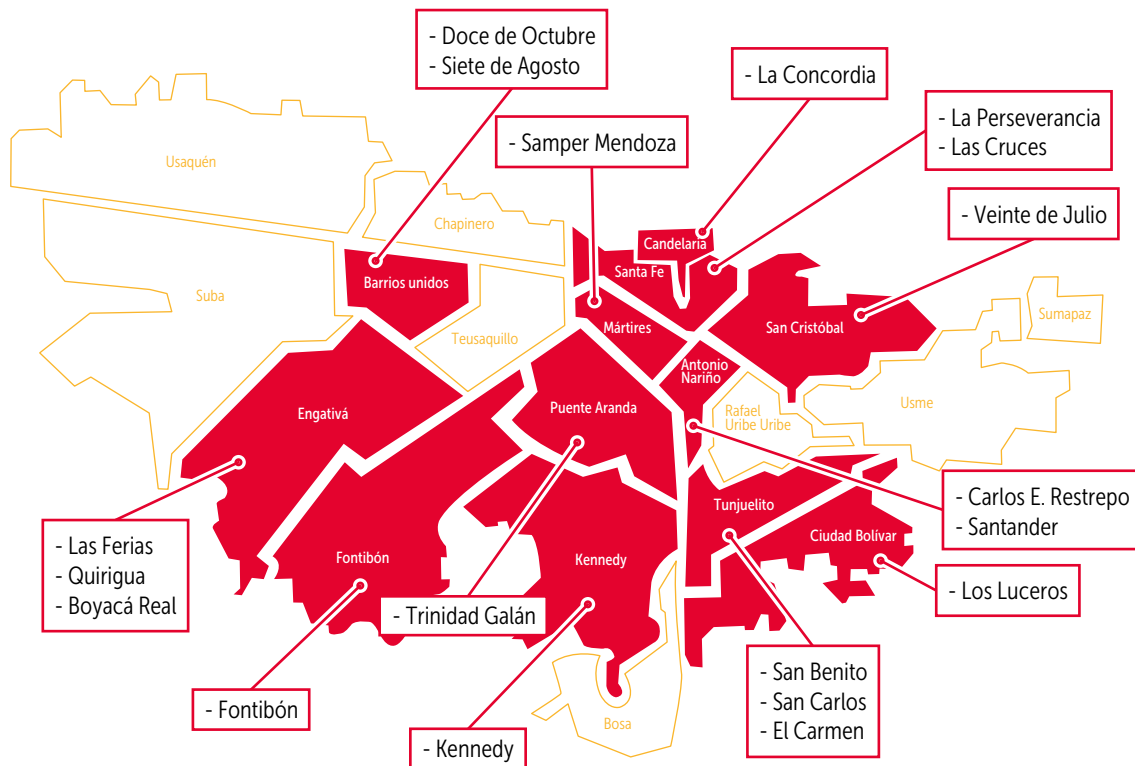 - Doce de Octubre
- Siete de Agosto
- La Concordia
- La Perseverancia
- Las Cruces
- Samper Mendoza
Usaquén
Chapinero
- Veinte de Julio
Candelaria
Santa Fe
Barrios unidos
Suba
Teusaquillo
Mártires
San Cristóbal
Sumapaz
Antonio
Nariño
Engativá
Puente Aranda
Rafael
Uribe Uribe
Usme
- Carlos E. Restrepo
- Santander
Tunjuelito
Ciudad Bolívar
- Las Ferias
- Quirigua
- Boyacá Real
Fontibón
Kennedy
- Los Luceros
- Trinidad Galán
- San Benito
- San Carlos
- El Carmen
- Fontibón
Bosa
- Kennedy